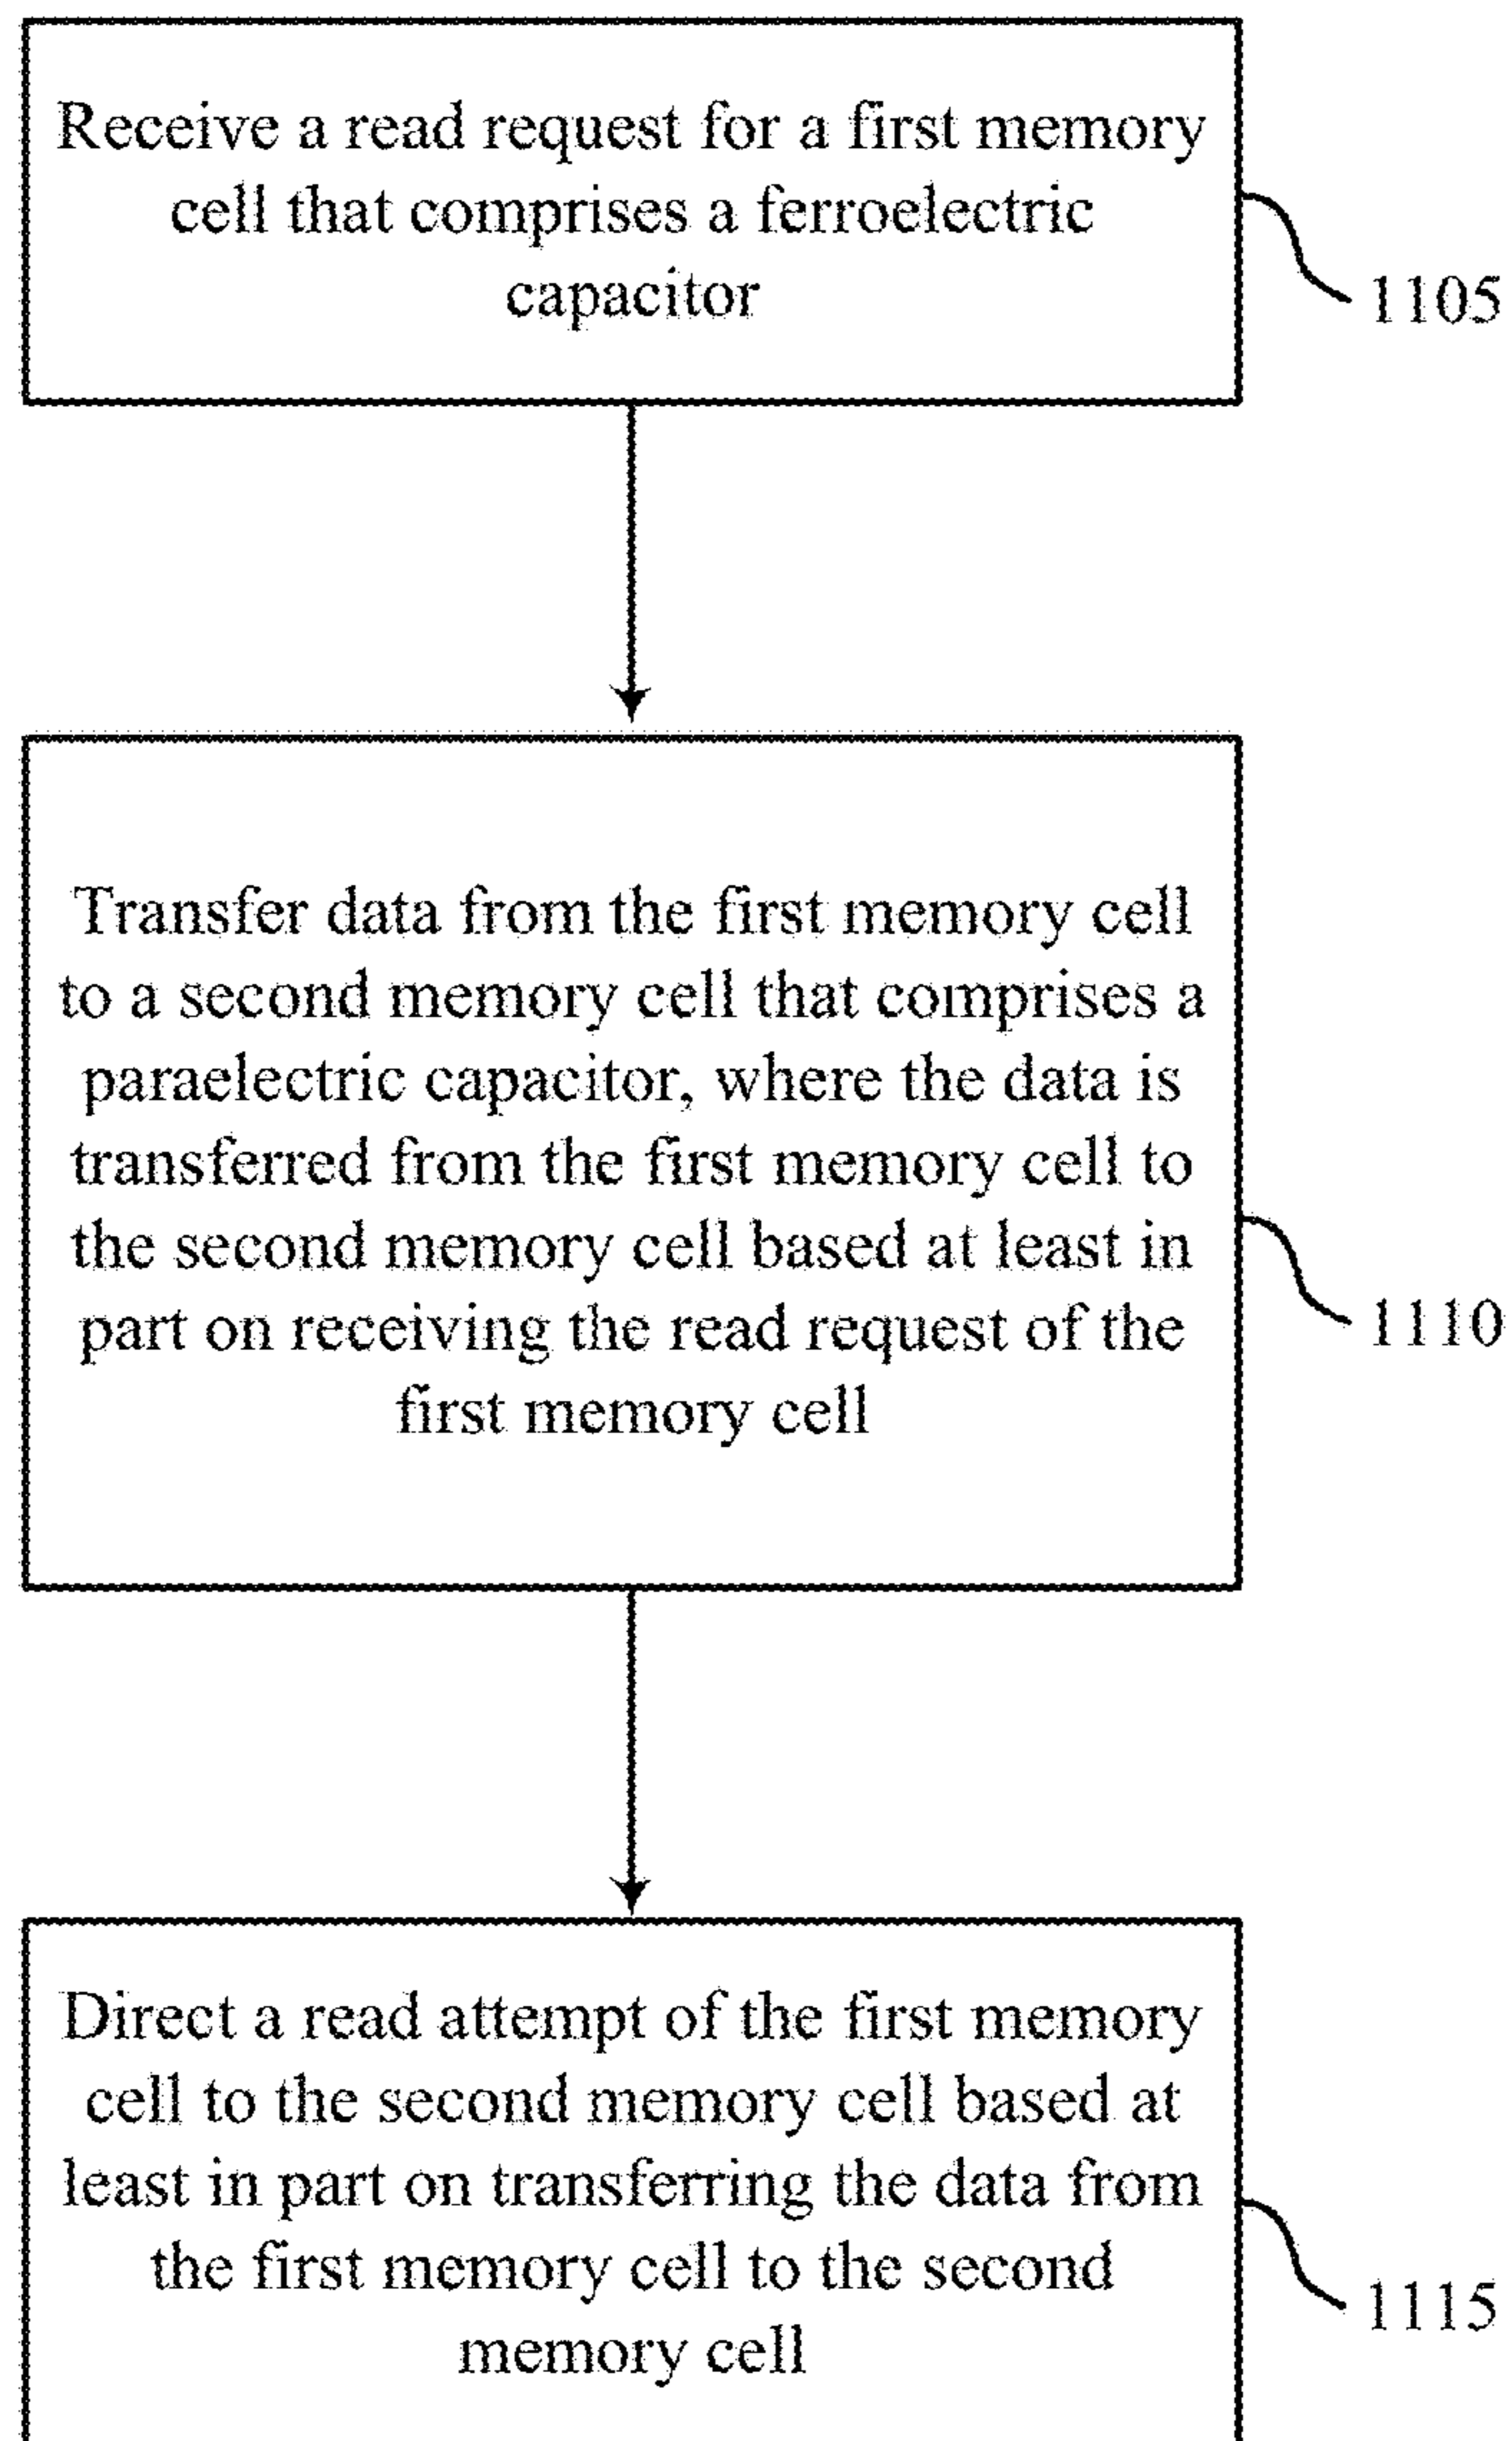 Receive a read request for a first memory
cell that comprises a ferroelectric
capacitor
1105
Transfer data from the first memory cell
to a second memory cell that comprises a
paraelectric capacitor, where the data is
transferred from the first memory cell to
the second memory cell based at least in
part on receiving the read request of the
first memory cell
1110
Direct a read attempt of the first memory
cell to the second memory cell based at
least in part on transferring the data from
the first memory cell to the second
memory cell
1115